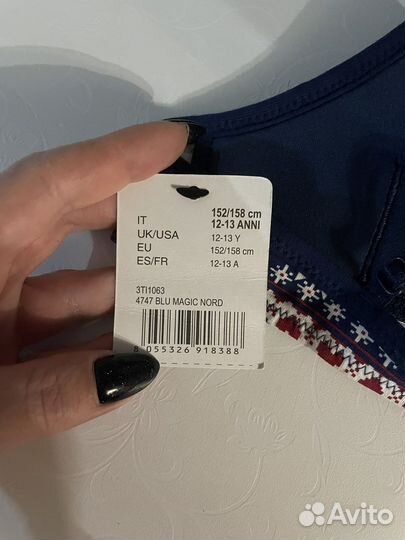 IT 152/158 cm
12-13 ANNI
UK/USA 12-13 Y
EU 152/158 cm
ES/FR 12-13 A
3TI1063
4747 BLU MAGIC NORD
8 055326 918388
Avito